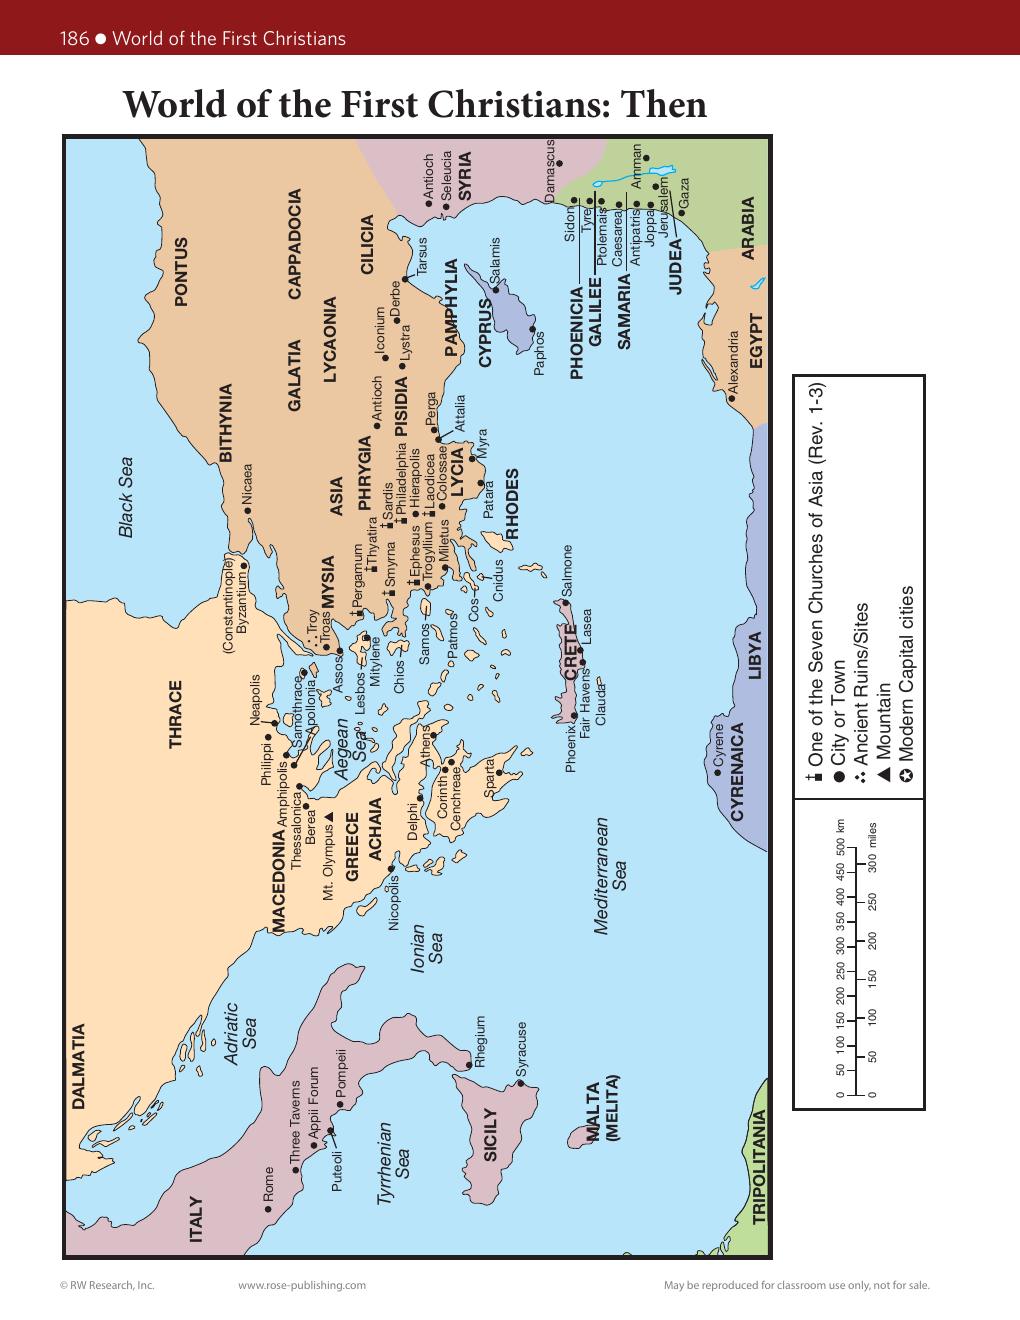 186 ● World of the First Christians
World of the First Christians: Then
DALMATIA
THRACE
Black Sea
PONTUS
BITHYNIA
CAPPADOCIA
GALATIA
LYCAONIA
CILICIA
SYRIA
Antioch
Seleucia
Damascus
Tarsus
Derbe
Iconium
Lystra
PAMPHYLIA
PISIDIA
Antioch
PHRYGIA
ASIA
MYSIA
LYCIA
Nicaea
(Constantinople)
Byzantium
Perga
Attalia
Myra
Patara
RHODES
Philadelphia
Hierapolis
Laodicea
Colossae
Sardis
Thyatira
Pergamum
Smyrna
Ephesus
Trogyllium
Miletus
Cnidus
Cos
Patmos
Samos
Chios
Mitylene
Lesbos
Assos
Troy
Troas
Samothrace
Apollonia
Neapolis
Philippi
Amphipolis
Thessalonica
Berea
MACEDONIA
Mt. Olympus
GREECE
ACHAIA
Aegean
Sea
Athens
Delphi
Corinth
Cenchreae
Sparta
Nicopolis
Ionian
Sea
Adriatic
Sea
Mediterranean
Sea
Tyrrhenian
Sea
ITALY
Rome
Three Taverns
Appii Forum
Puteoli
Pompeii
Rhegium
SICILY
Syracuse
MALTA
(MELITA)
TRIPOLITANIA
CYRENAICA
Cyrene
LIBYA
CRETE
Salmone
Lasea
Fair Havens
Clauda
Phoenix
CYPRUS
Salamis
Paphos
PHOENICIA
GALILEE
SAMARIA
JUDEA
Sidon
Tyre
Ptolemais
Caesarea
Antipatris
Joppa
Jerusalem
Gaza
Amman
ARABIA
EGYPT
Alexandria
One of the Seven Churches of Asia (Rev. 1-3)
City or Town
Ancient Ruins/Sites
Mountain
Modern Capital cities
0 50 100 150 200 250 300 350 400 450 500 km
0 50 100 150 200 250 300 miles
© RW Research, Inc. www.rose-publishing.com May be reproduced for classroom use only, not for sale.